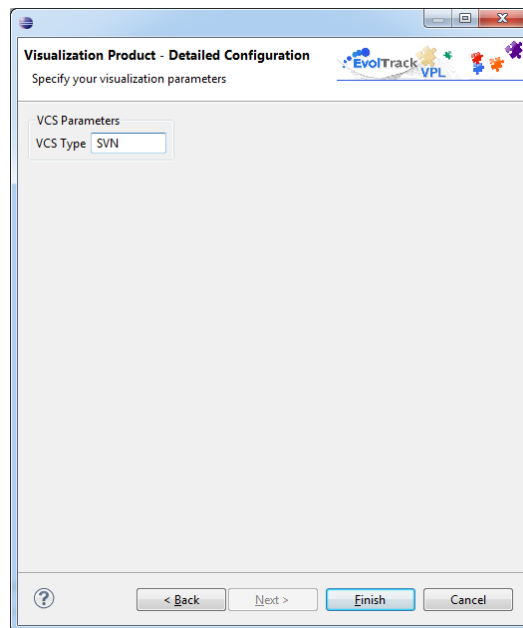 Visualization Product - Detailed Configuration
Specify your visualization parameters
EvolTrack
VPL
VCS Parameters
VCS Type SVN
?
< Back
Next >
Finish
Cancel